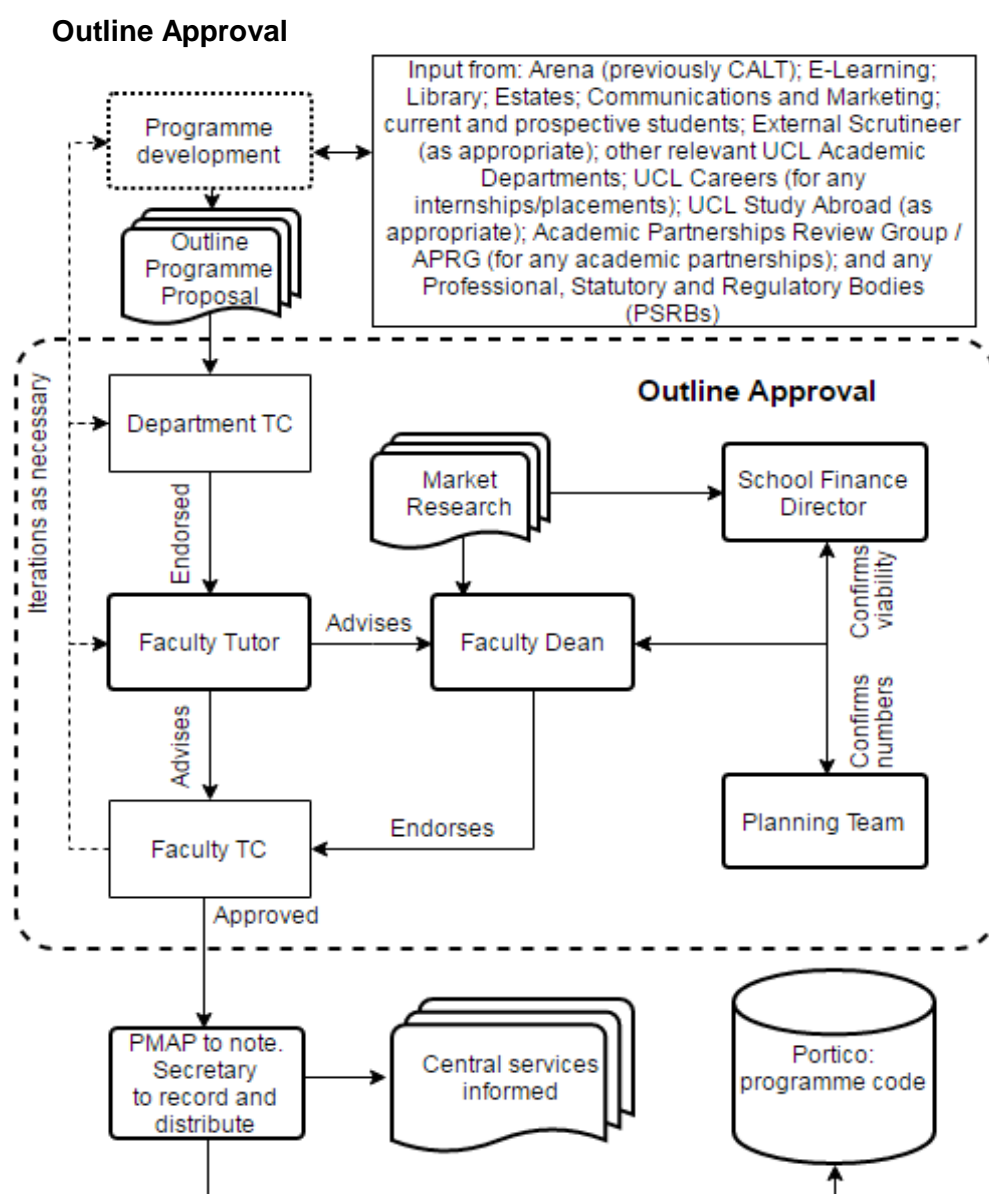 Outline Approval
Input from: Arena (previously CALT); E-Learning;
Library; Estates; Communications and Marketing;
current and prospective students; External Scrutineer
(as appropriate); other relevant UCL Academic
Departments; UCL Careers (for any
internships/placements); UCL Study Abroad (as
appropriate); Academic Partnerships Review Group /
APRG (for any academic partnerships); and any
Professional, Statutory and Regulatory Bodies
(PSRBs)
Programme
development
Outline
Programme
Proposal
Iterations as necessary
Outline Approval
Department TC
Endorsed
Market
Research
School Finance
Director
Confirms
viability
Faculty Tutor
Advises
Faculty Dean
Advises
Confirms
numbers
Planning Team
Endorses
Faculty TC
Approved
PMAP to note.
Secretary
to record and
distribute
Central services
informed
Portico:
programme code